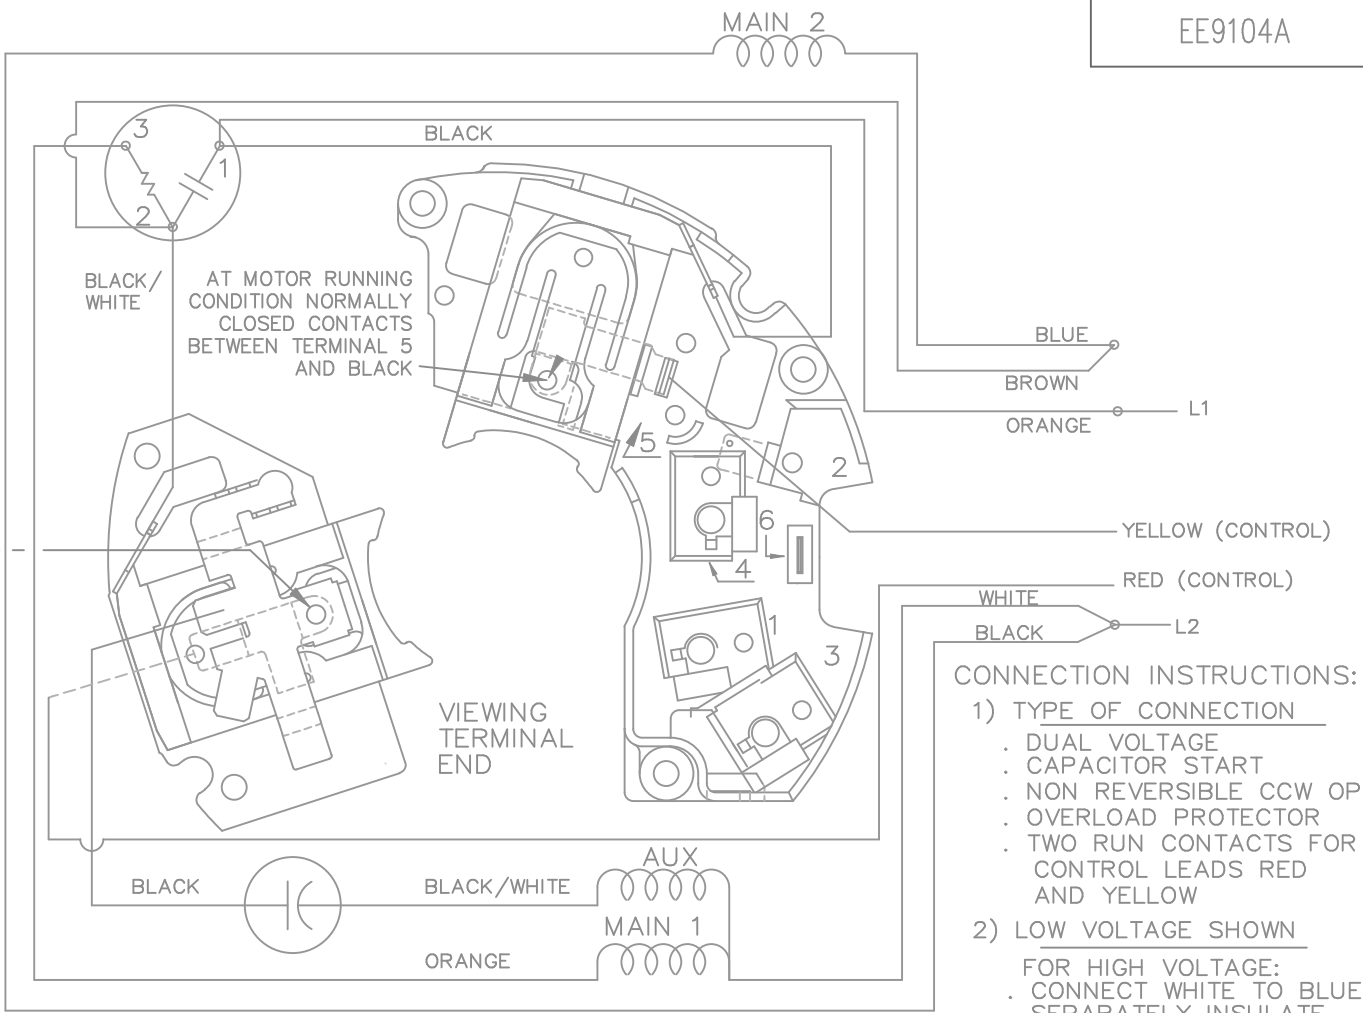 MAIN 2
EE9104A
3
BLACK
1
2
BLACK/
WHITE
AT MOTOR RUNNING
CONDITION NORMALLY
CLOSED CONTACTS
BETWEEN TERMINAL 5
AND BLACK
BLUE
BROWN
L1
ORANGE
5
2
6
4
YELLOW (CONTROL)
RED (CONTROL)
WHITE
BLACK
L2
1
3
VIEWING
TERMINAL
END
CONNECTION INSTRUCTIONS:
1) TYPE OF CONNECTION
. DUAL VOLTAGE
. CAPACITOR START
. NON REVERSIBLE CCW OP
. OVERLOAD PROTECTOR
. TWO RUN CONTACTS FOR
CONTROL LEADS RED
AND YELLOW
2) LOW VOLTAGE SHOWN
FOR HIGH VOLTAGE:
. CONNECT WHITE TO BLUE
SEPARATELY INSULATE
AUX
BLACK
BLACK/WHITE
MAIN 1
ORANGE